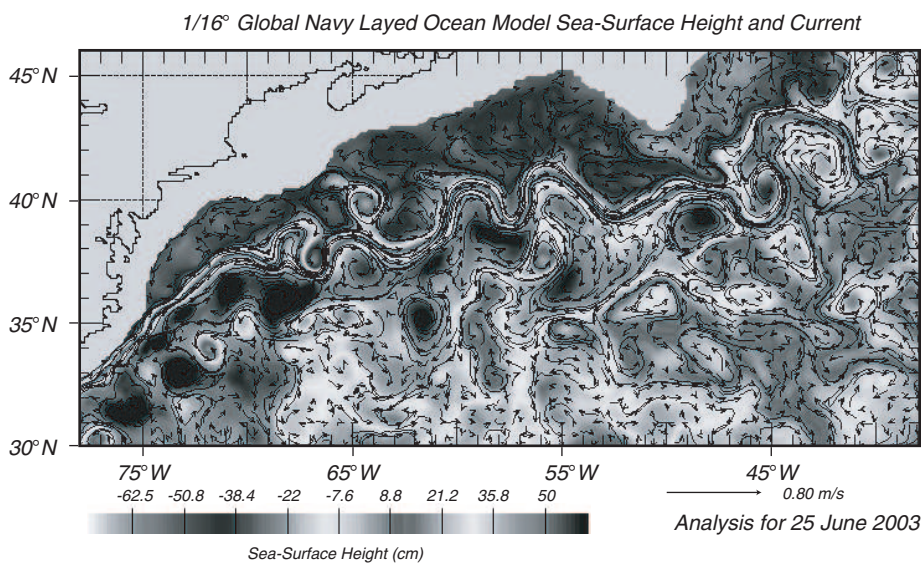 1/16° Global Navy Layed Ocean Model Sea-Surface Height and Current
45°N
40°N
35°N
30°N
75°W 65°W 55°W 45°W
-62.5 -50.8 -38.4 -22 -7.6 8.8 21.2 35.8 50
0.80 m/s
Analysis for 25 June 2003
Sea-Surface Height (cm)